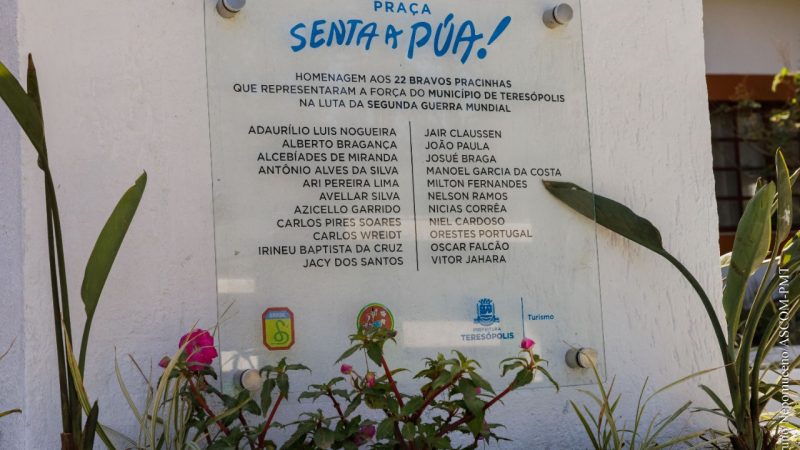 PRAÇA
SENTA A PÚA!
HOMENAGEM AOS 22 BRAVOS PRACINHAS
QUE REPRESENTARAM A FORÇA DO MUNICÍPIO DE TERESÓPOLIS
NA LUTA DA SEGUNDA GUERRA MUNDIAL
ADAURÍLIO LUIS NOGUEIRA
ALBERTO BRAGANÇA
ALCEBÍADES DE MIRANDA
ANTÔNIO ALVES DA SILVA
ARI PEREIRA LIMA
AVELLAR SILVA
AZICELLO GARRIDO
CARLOS PIRES SOARES
CARLOS WREIDT
IRINEU BAPTISTA DA CRUZ
JACY DOS SANTOS
JAIR CLAUSSEN
JOÃO PAULA
JOSUÉ BRAGA
MANOEL GARCIA DA COSTA
MILTON FERNANDES
NELSON RAMOS
NICIAS CORRÊA
NIEL CARDOSO
ORESTES PORTUGAL
OSCAR FALCÃO
VITOR JAHARA
BRASIL
PREFEITURA
TERESÓPOLIS
Turismo
Nepomuceno / ASCOM-PMT